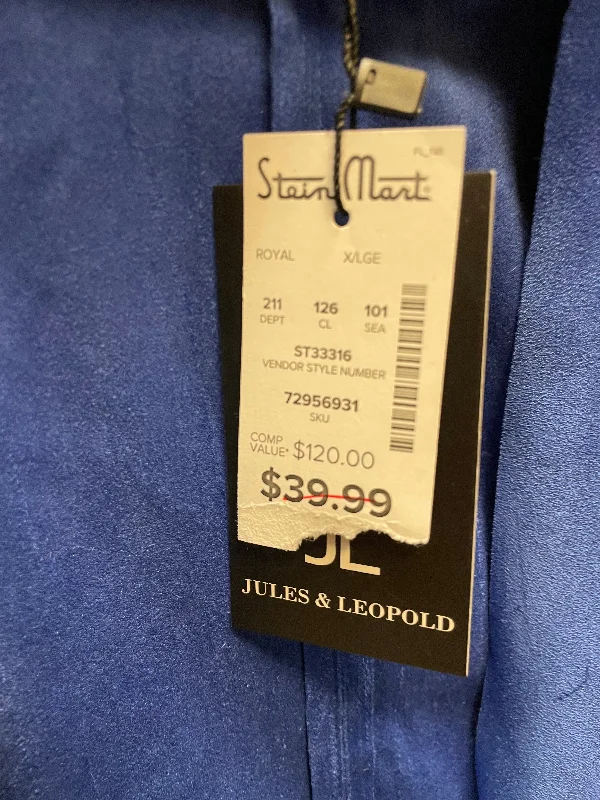 Stein Mart
ROYAL X/LGE
211 126 101
DEPT CL SEA
ST33316
VENDOR STYLE NUMBER
72956931
SKU
COMP
VALUE* $120.00
$39.99
JL
JULES & LEOPOLD